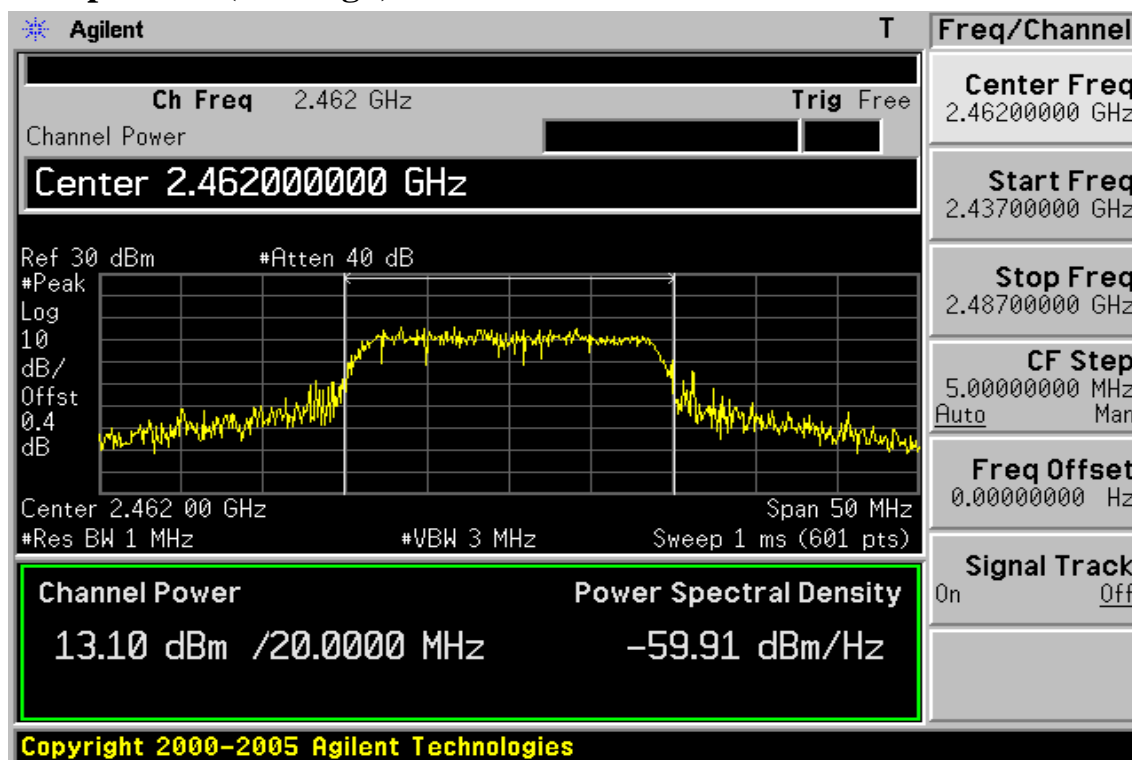 Agilent T Freq/Channel
Ch Freq 2.462 GHz Trig Free
Channel Power
Center 2.462000000 GHz
Ref 30 dBm #Atten 40 dB
#Peak
Log
10
dB/
Offst
0.4
dB
Center 2.462 00 GHz Span 50 MHz
#Res BW 1 MHz #VBW 3 MHz Sweep 1 ms (601 pts)
Channel Power Power Spectral Density
13.10 dBm /20.0000 MHz -59.91 dBm/Hz
Center Freq
2.46200000 GHz
Start Freq
2.43700000 GHz
Stop Freq
2.48700000 GHz
CF Step
5.00000000 MHz
Auto Man
Freq Offset
0.00000000 Hz
Signal Track
On Off
Copyright 2000-2005 Agilent Technologies